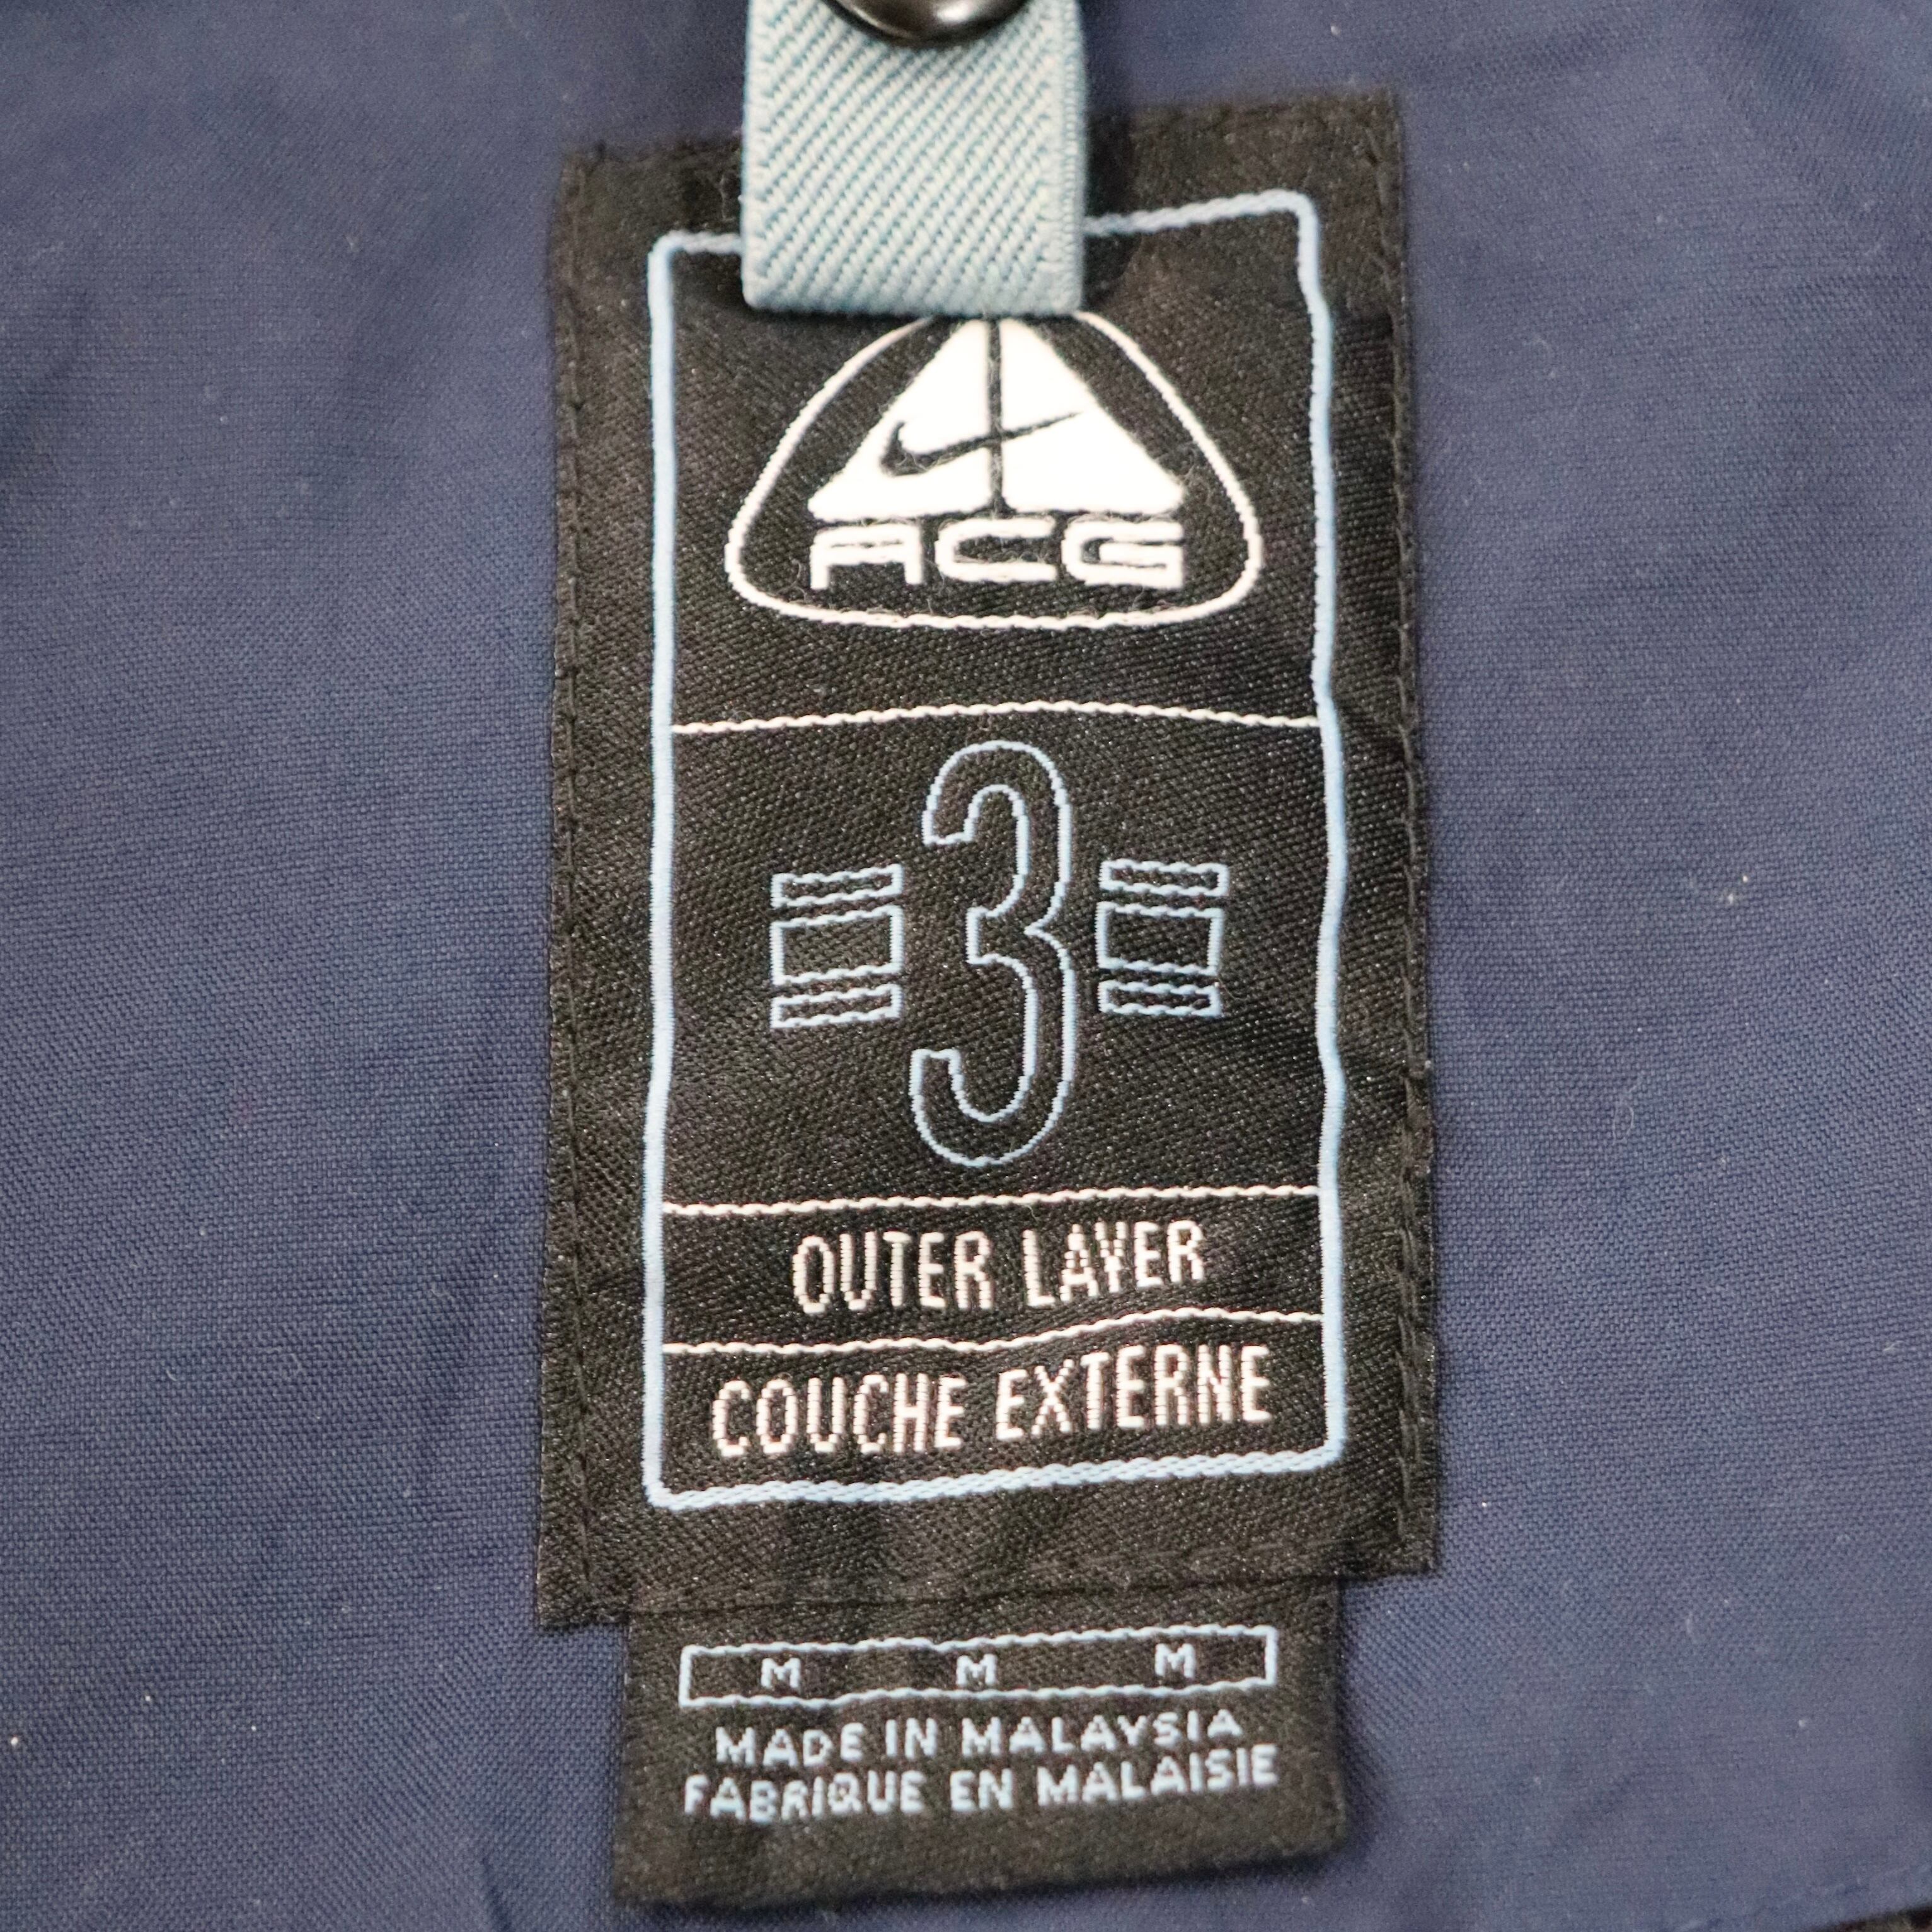 ACG
3
OUTER LAYER
COUCHE EXTERNE
M M M
MADE IN MALAYSIA
FABRIQUE EN MALAISIE